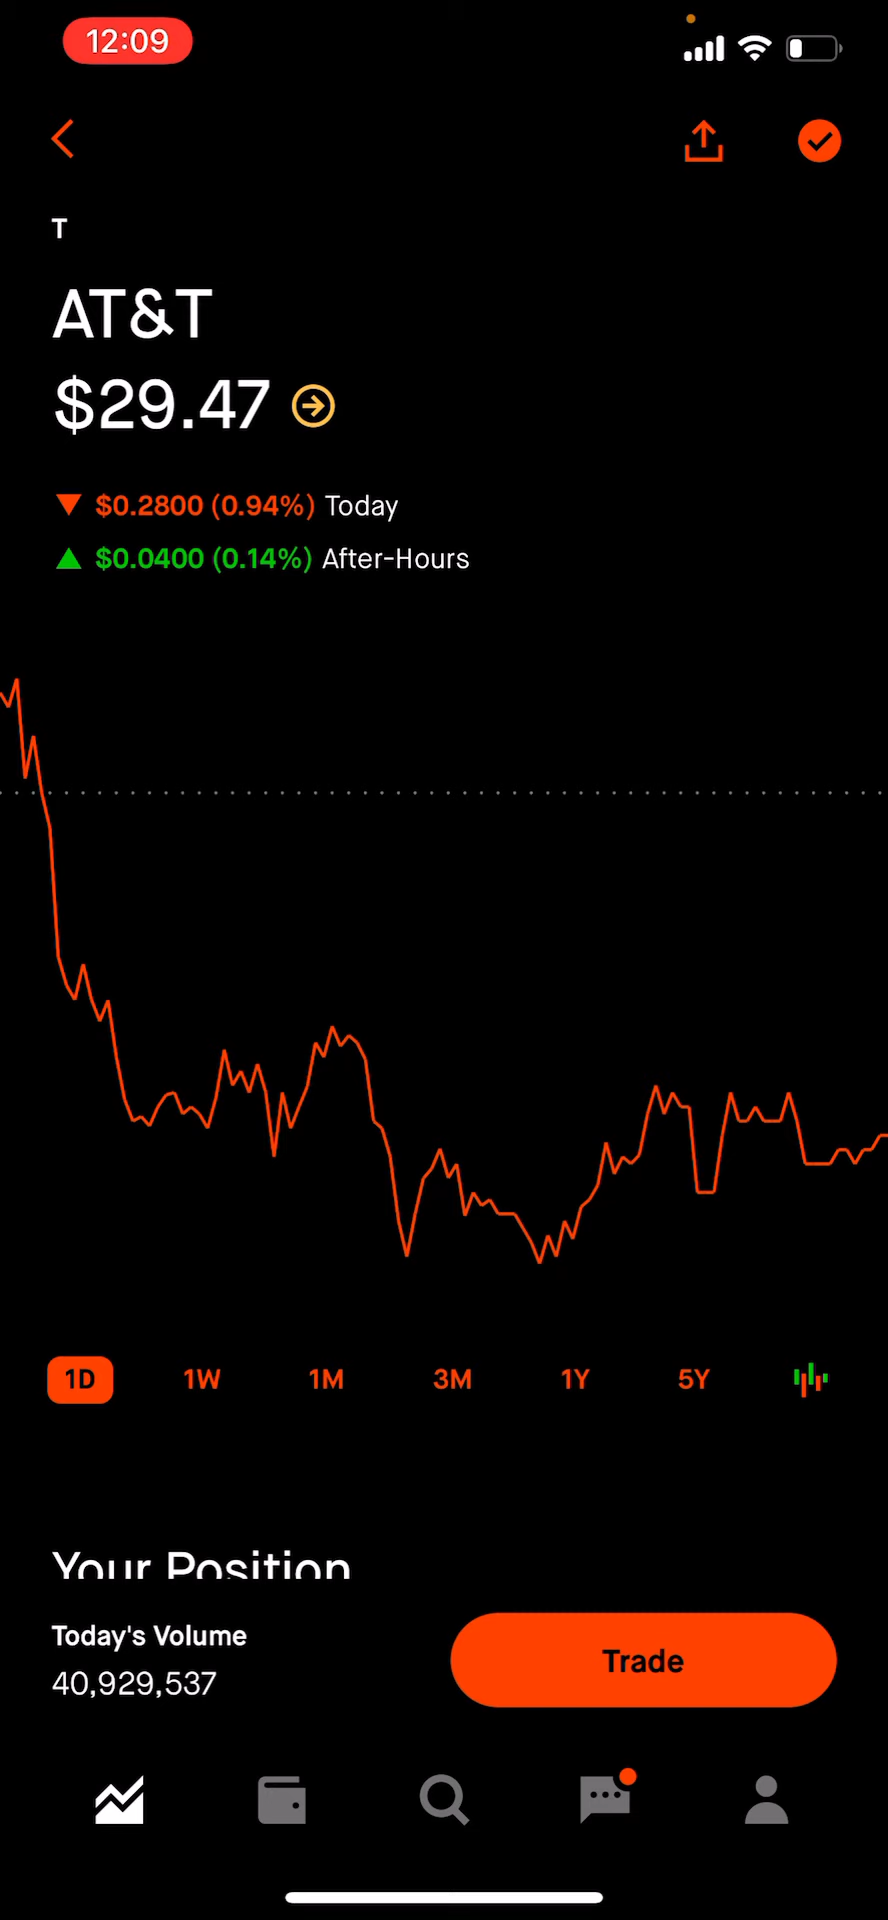 12:09
T
AT&T
$29.47
$0.2800 (0.94%) Today
$0.0400 (0.14%) After-Hours
1D 1W 1M 3M 1Y 5Y
Your Position
Today's Volume
40,929,537
Trade